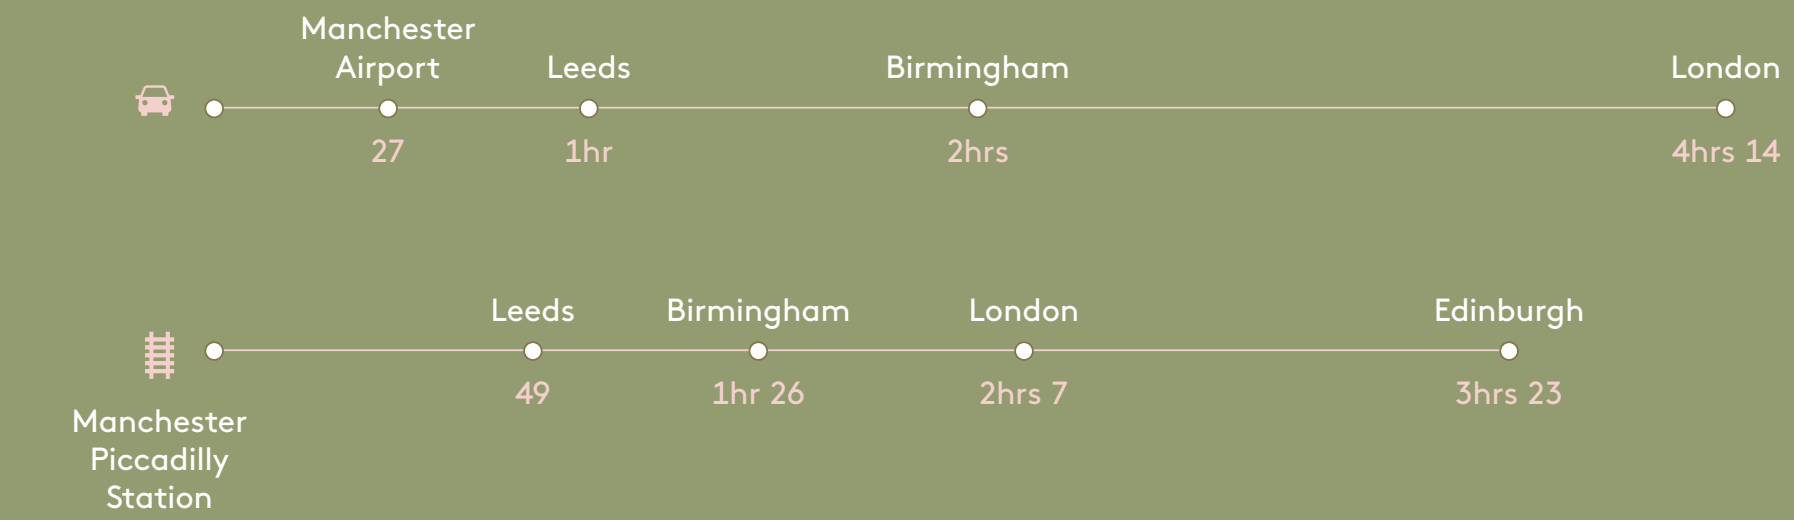 Manchester
Airport
Leeds
Birmingham
London
27
1hr
2hrs
4hrs 14
Leeds
Birmingham
London
Edinburgh
49
1hr 26
2hrs 7
3hrs 23
Manchester
Piccadilly
Station